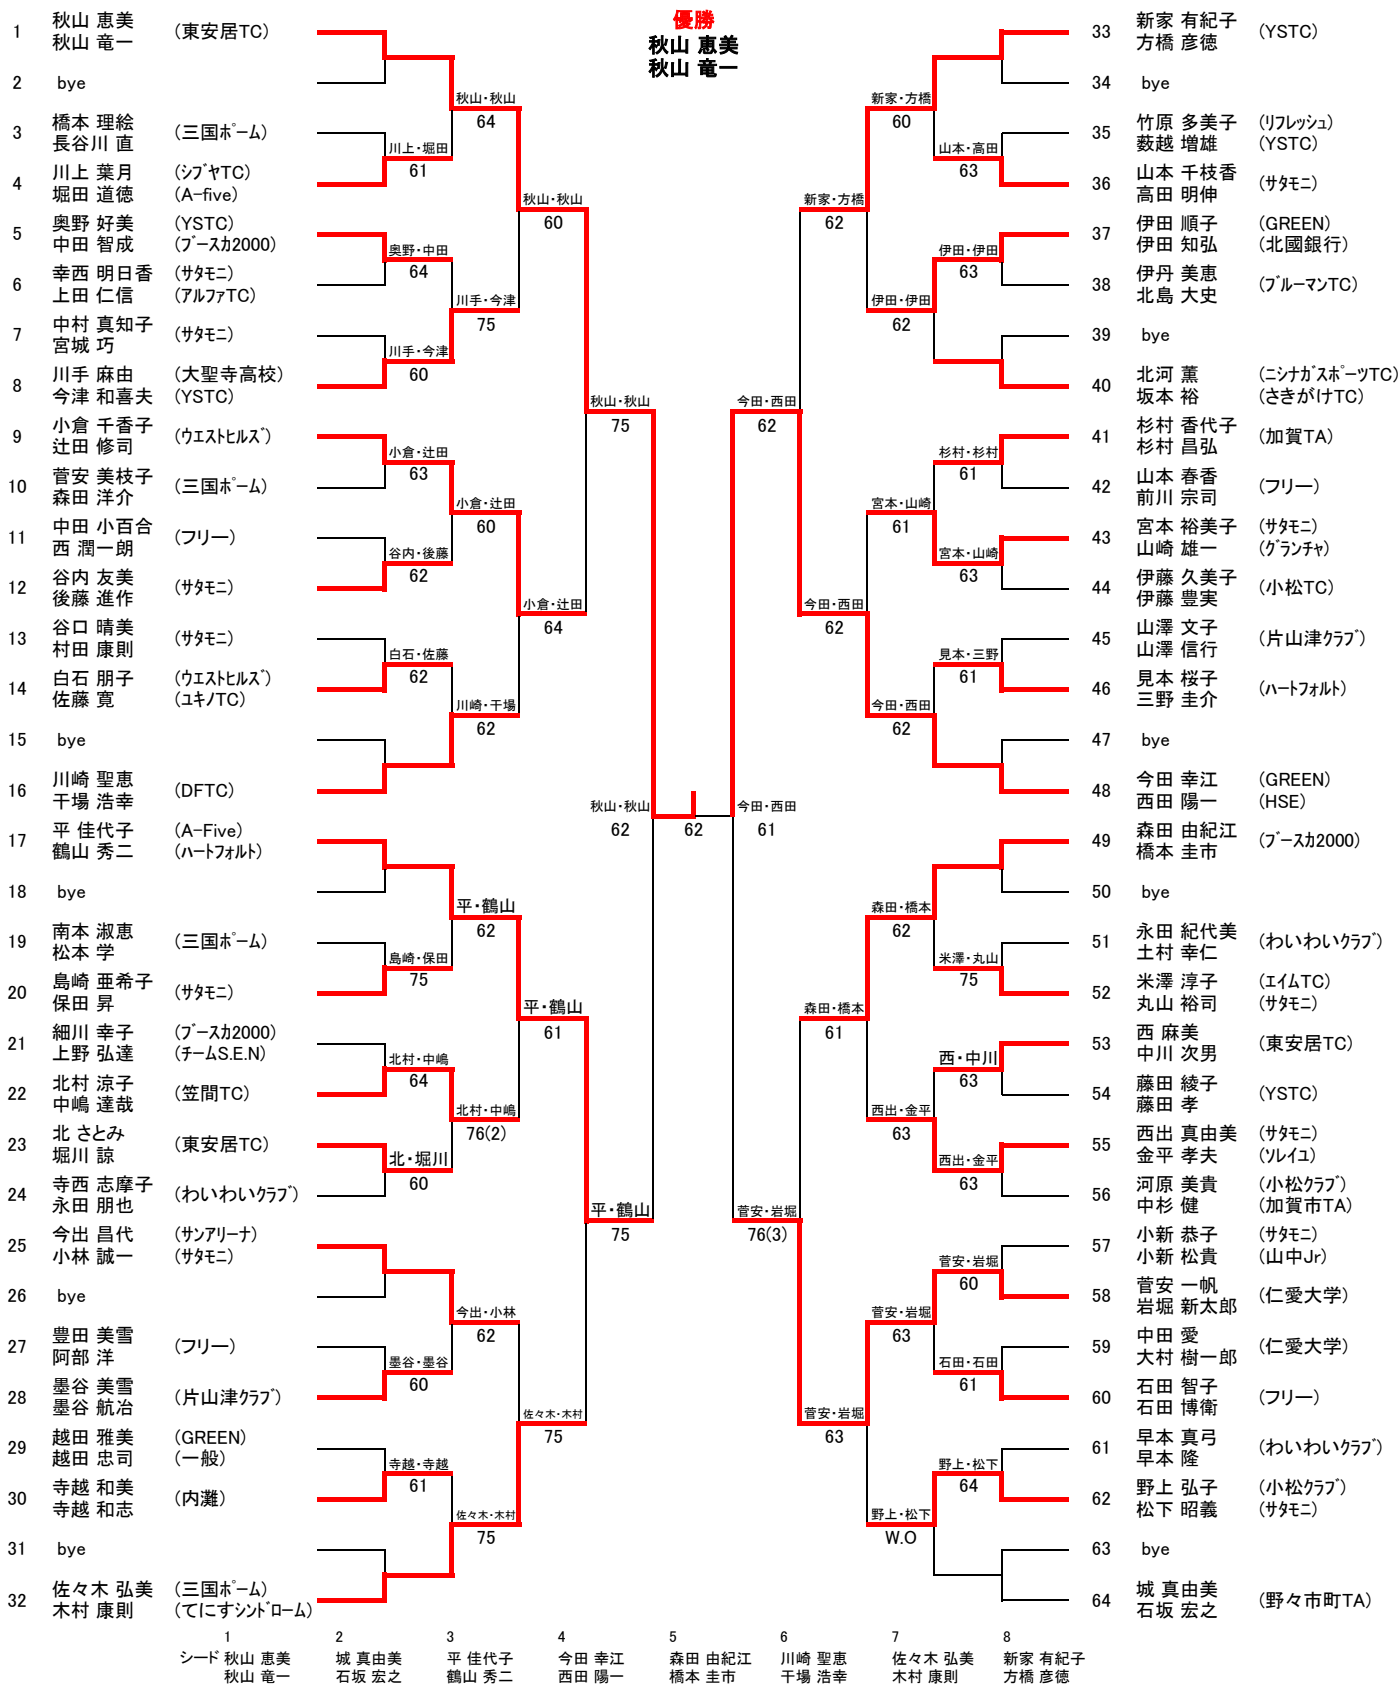 優勝
秋山 恵美
秋山 竜一
1 秋山 恵美 (東安居TC)
秋山 竜一
2 bye
3 橋本 理絵 (三国ﾎｰﾑ)
長谷川 直
4 川上 葉月 (ｼﾌﾞﾔTC)
堀田 道徳 (A-five)
5 奥野 好美 (YSTC)
中田 智成 (ﾌﾞｰｽｶ2000)
6 幸西 明日香 (ｻﾀﾓﾆ)
上田 仁信 (ｱﾙﾌｧTC)
7 中村 真知子 (ｻﾀﾓﾆ)
宮城 巧
8 川手 麻由 (大聖寺高校)
今津 和喜夫 (YSTC)
9 小倉 千香子 (ｳｴｽﾄﾋﾙｽﾞ)
辻田 修司
10 菅安 美枝子 (三国ﾎｰﾑ)
森田 洋介
11 中田 小百合 (フリー)
西 潤一朗
12 谷内 友美 (ｻﾀﾓﾆ)
後藤 進作
13 谷口 晴美 (ｻﾀﾓﾆ)
村田 康則
14 白石 朋子 (ｳｴｽﾄﾋﾙｽﾞ)
佐藤 寛 (ﾕｷﾉTC)
15 bye
16 川崎 聖恵 (DFTC)
干場 浩幸
17 平 佳代子 (A-Five)
鶴山 秀二 (ﾊｰﾄﾌｫﾙﾄ)
18 bye
19 南本 淑恵 (三国ﾎｰﾑ)
松本 学
20 島崎 亜希子 (ｻﾀﾓﾆ)
保田 昇
21 細川 幸子 (ﾌﾞｰｽｶ2000)
上野 弘達 (ﾁｰﾑS.E.N)
22 北村 涼子 (笠間TC)
中嶋 達哉
23 北 さとみ (東安居TC)
堀川 諒
24 寺西 志摩子 (わいわいｸﾗﾌﾞ)
永田 朋也
25 今出 昌代 (ｻﾝｱﾘｰﾅ)
小林 誠一 (ｻﾀﾓﾆ)
26 bye
27 豊田 美雪 (フリー)
阿部 洋
28 墨谷 美雪 (片山津ｸﾗﾌﾞ)
墨谷 航冶
29 越田 雅美 (GREEN)
越田 忠司 (一般)
30 寺越 和美 (内灘)
寺越 和志
31 bye
32 佐々木 弘美 (三国ﾎｰﾑ)
木村 康則 (てにすｼﾝﾄﾞﾛｰﾑ)
川上・堀田
61
奥野・中田
64
川手・今津
60
小倉・辻田
63
谷内・後藤
62
白石・佐藤
62
島崎・保田
75
北村・中嶋
64
北・堀川
60
墨谷・墨谷
60
寺越・寺越
61
秋山・秋山
64
川手・今津
75
小倉・辻田
60
川崎・干場
62
平・鶴山
62
北村・中嶋
76(2)
今出・小林
62
佐々木・木村
75
秋山・秋山
60
小倉・辻田
64
平・鶴山
61
佐々木・木村
75
秋山・秋山
75
平・鶴山
75
秋山・秋山
62
62
今田・西田
61
今田・西田
62
菅安・岩堀
76(3)
新家・方橋
62
今田・西田
62
森田・橋本
61
菅安・岩堀
63
新家・方橋
60
伊田・伊田
62
宮本・山崎
61
今田・西田
62
森田・橋本
62
西出・金平
63
菅安・岩堀
63
野上・松下
W.O
山本・高田
63
伊田・伊田
63
杉村・杉村
61
宮本・山崎
63
見本・三野
61
米澤・丸山
75
西・中川
63
西出・金平
63
菅安・岩堀
60
石田・石田
61
野上・松下
64
33 新家 有紀子 (YSTC)
方橋 彦徳
34 bye
35 竹原 多美子 (ﾘﾌﾚｯｼｭ)
薮越 増雄 (YSTC)
36 山本 千枝香 (ｻﾀﾓﾆ)
高田 明伸
37 伊田 順子 (GREEN)
伊田 知弘 (北國銀行)
38 伊丹 美恵 (ﾌﾞﾙｰﾏﾝTC)
北島 大史
39 bye
40 北河 薫 (ﾆｼﾅｶﾞｽﾎﾟｰﾂTC)
坂本 裕 (さきがけTC)
41 杉村 香代子 (加賀TA)
杉村 昌弘
42 山本 春香 (フリー)
前川 宗司
43 宮本 裕美子 (ｻﾀﾓﾆ)
山崎 雄一 (ｸﾞﾗﾝﾁｬ)
44 伊藤 久美子 (小松TC)
伊藤 豊実
45 山澤 文子 (片山津ｸﾗﾌﾞ)
山澤 信行
46 見本 桜子 (ﾊｰﾄﾌｫﾙﾄ)
三野 圭介
47 bye
48 今田 幸江 (GREEN)
西田 陽一 (HSE)
49 森田 由紀江 (ﾌﾞｰｽｶ2000)
橋本 圭市
50 bye
51 永田 紀代美 (わいわいｸﾗﾌﾞ)
土村 幸仁
52 米澤 淳子 (ｴｲﾑTC)
丸山 裕司 (ｻﾀﾓﾆ)
53 西 麻美 (東安居TC)
中川 次男
54 藤田 綾子 (YSTC)
藤田 孝
55 西出 真由美 (ｻﾀﾓﾆ)
金平 孝夫 (ｿﾚｲﾕ)
56 河原 美貴 (小松ｸﾗﾌﾞ)
中杉 健 (加賀市TA)
57 小新 恭子 (ｻﾀﾓﾆ)
小新 松貴 (山中Jr)
58 菅安 一帆 (仁愛大学)
岩堀 新太郎
59 中田 愛 (仁愛大学)
大村 樹一郎
60 石田 智子 (フリー)
石田 博衛
61 早本 真弓 (わいわいｸﾗﾌﾞ)
早本 隆
62 野上 弘子 (小松ｸﾗﾌﾞ)
松下 昭義 (ｻﾀﾓﾆ)
63 bye
64 城 真由美 (野々市町TA)
石坂 宏之
1 2 3 4 5 6 7 8
シード 秋山 恵美 城 真由美 平 佳代子 今田 幸江 森田 由紀江 川崎 聖恵 佐々木 弘美 新家 有紀子
秋山 竜一 石坂 宏之 鶴山 秀二 西田 陽一 橋本 圭市 干場 浩幸 木村 康則 方橋 彦徳